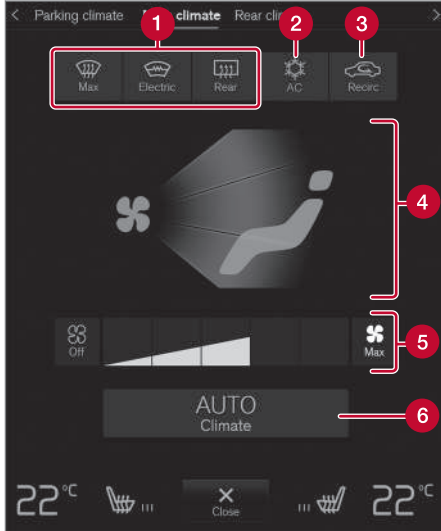 Parking climate climate Rear
1 2 3
Max Electric Rear AC Recirc
4
Off Max 5
AUTO
Climate
6
22°C Close 22°C